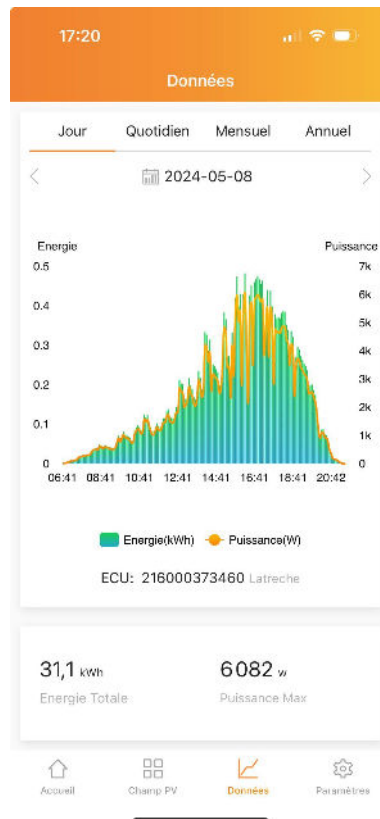 17:20
Données
Jour Quotidien Mensuel Annuel
2024-05-08
Energie Puissance
0.5 7k
6k
0.4
5k
0.3 4k
3k
0.2
2k
0.1
1k
0 0
06:41 08:41 10:41 12:41 14:41 16:41 18:41 20:42
Energie(kWh) Puissance(W)
ECU: 216000373460 Latreche
31,1 kWh 6082 w
Energie Totale Puissance Max
Accueil Champ PV Données Paramètres